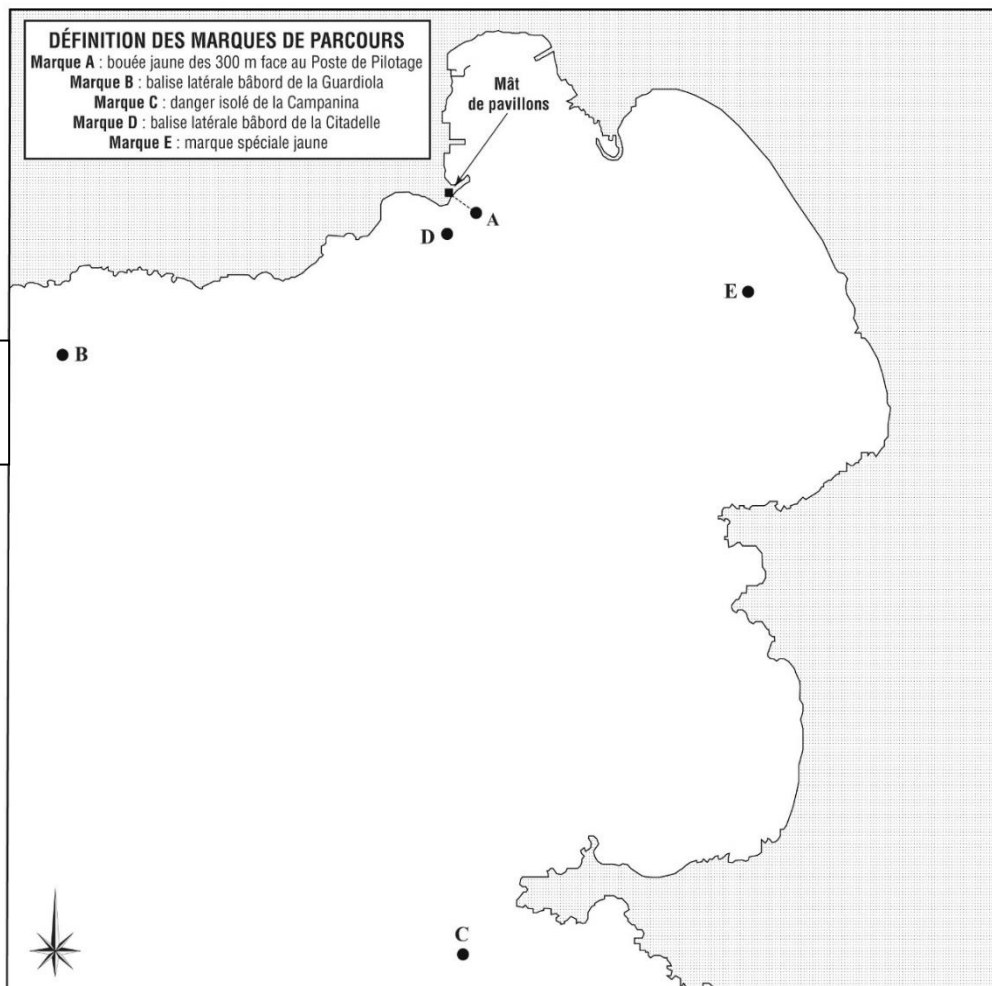 DÉFINITION DES MARQUES DE PARCOURS
Marque A : bouée jaune des 300 m face au Poste de Pilotage
Marque B : balise latérale bâbord de la Guardiola
Marque C : danger isolé de la Campanina
Marque D : balise latérale bâbord de la Citadelle
Marque E : marque spéciale jaune
Mât
de pavillons
A
D
E
B
C